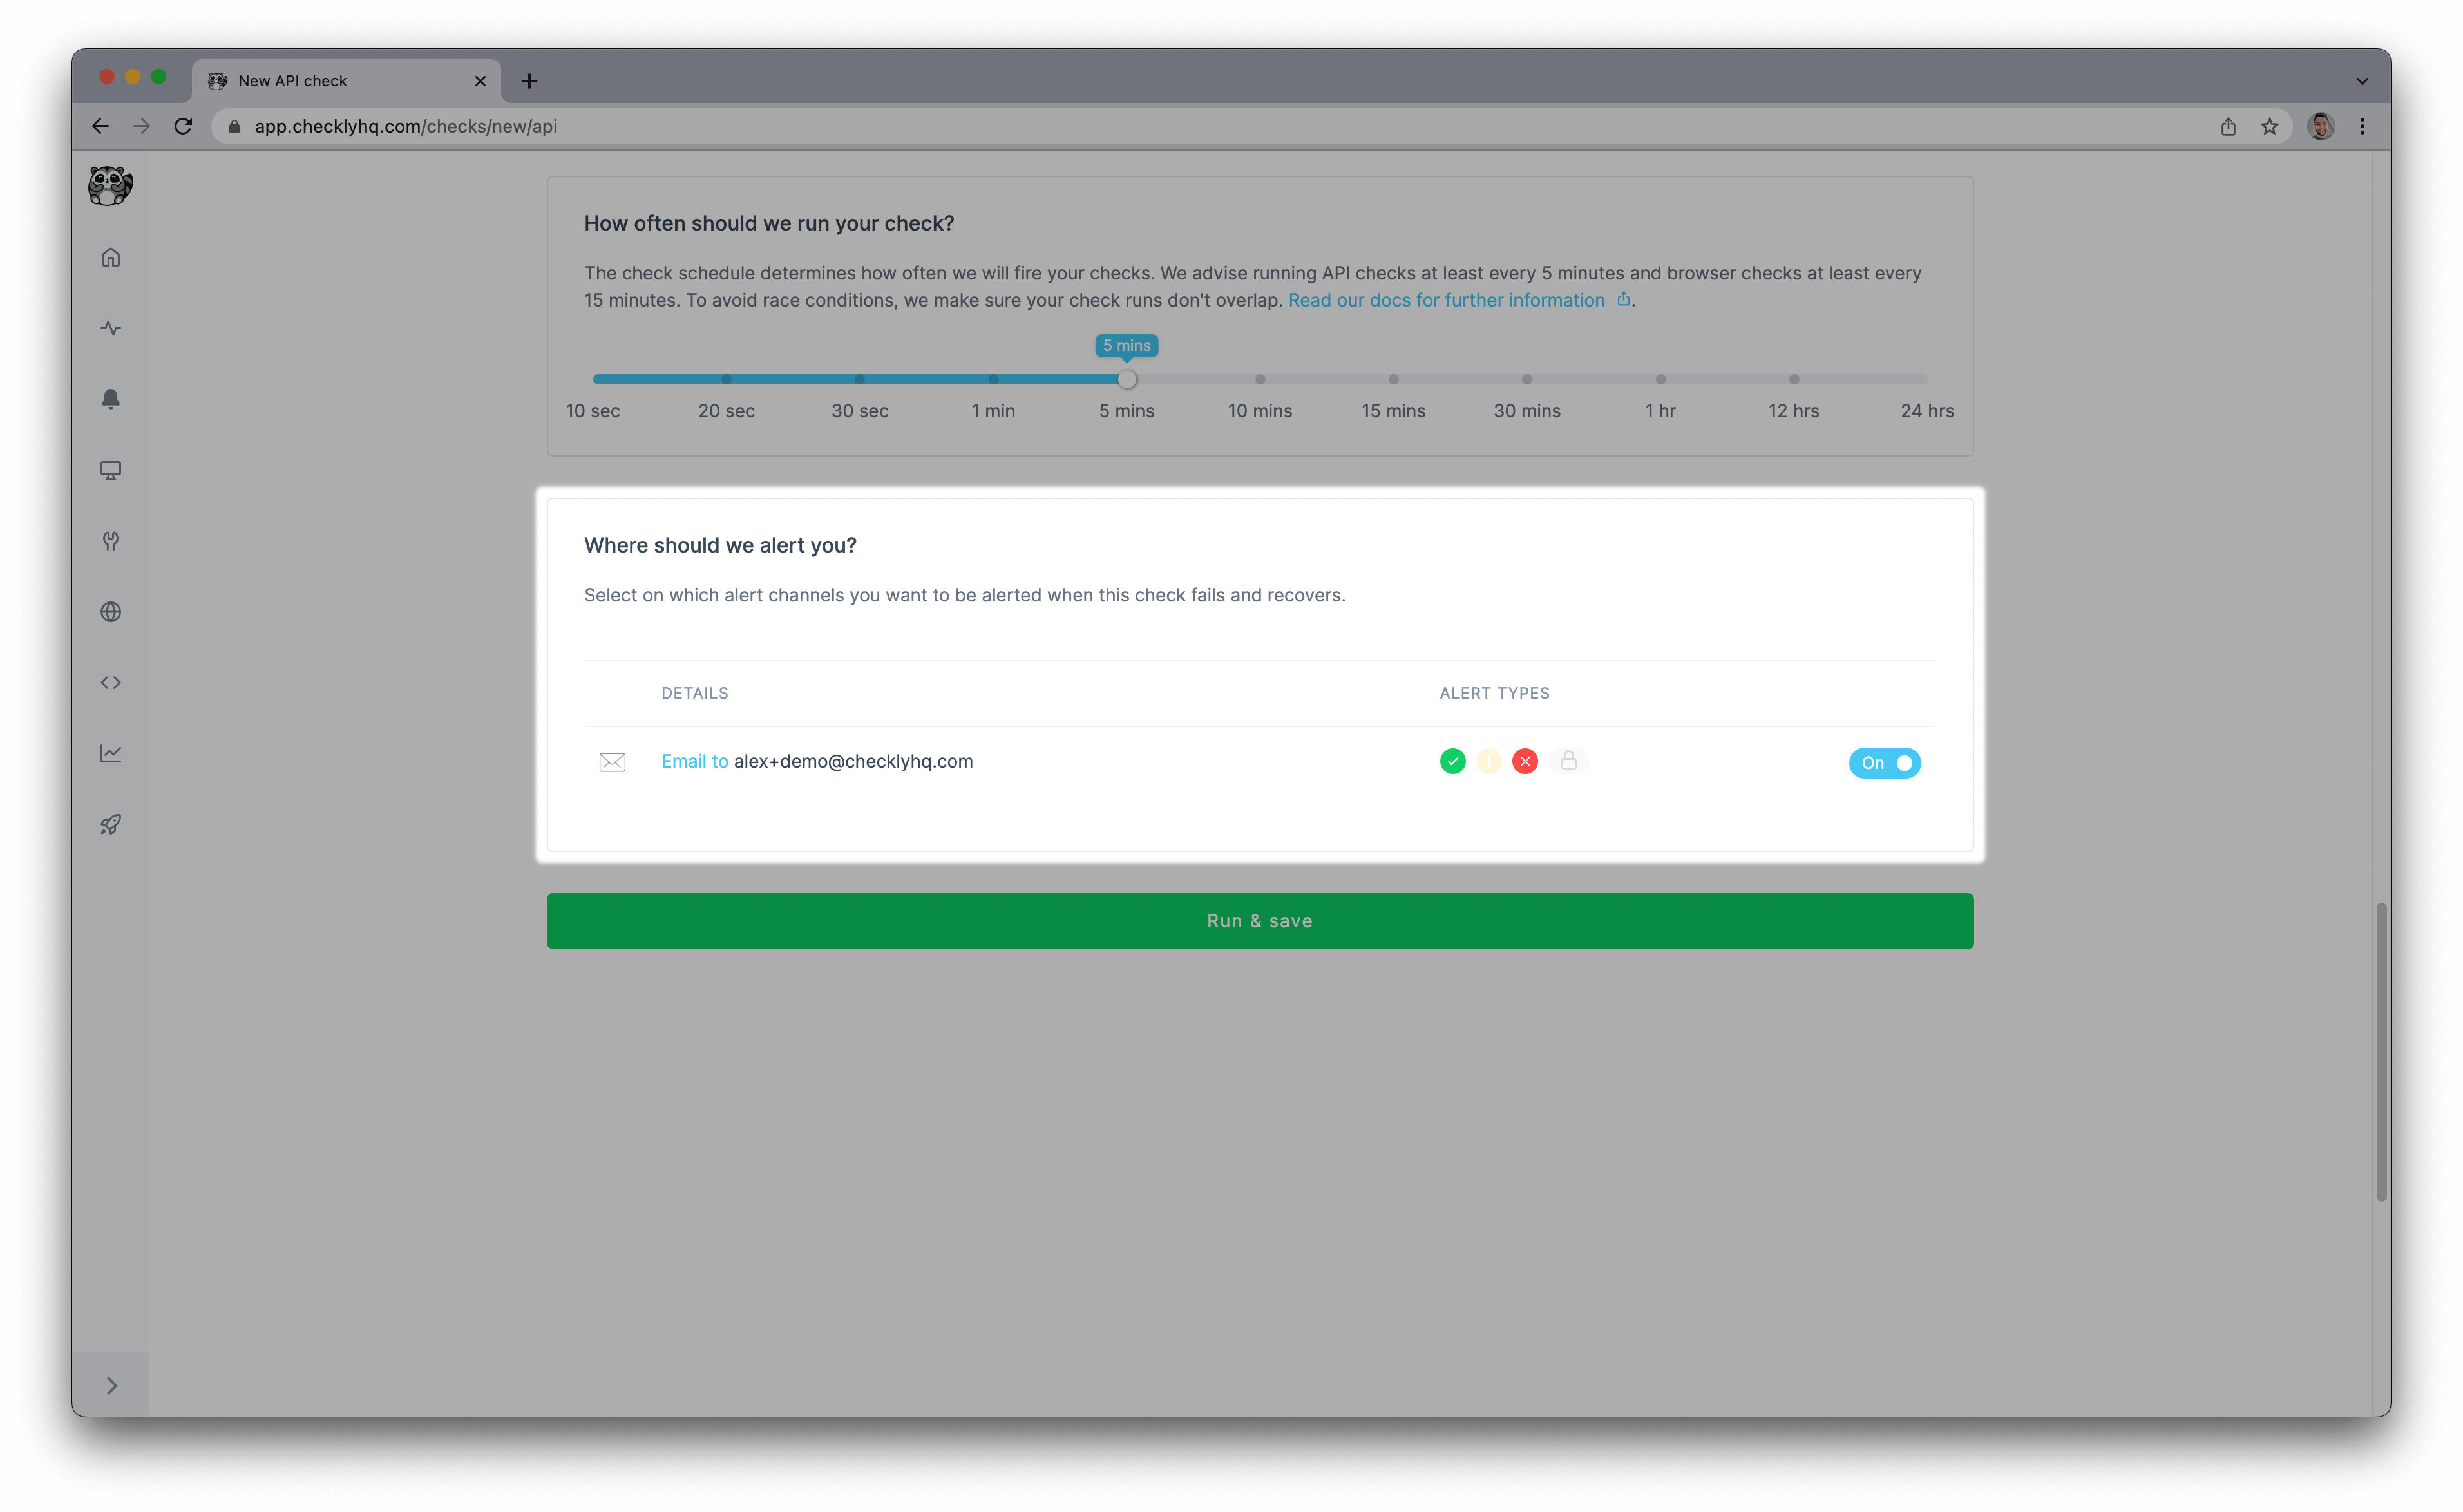 New API check
app.checklyhq.com/checks/new/api
How often should we run your check?
The check schedule determines how often we will fire your checks. We advise running API checks at least every 5 minutes and browser checks at least every
15 minutes. To avoid race conditions, we make sure your check runs don't overlap. Read our docs for further information .
5 mins
10 sec 20 sec 30 sec 1 min 5 mins 10 mins 15 mins 30 mins 1 hr 12 hrs 24 hrs
Where should we alert you?
Select on which alert channels you want to be alerted when this check fails and recovers.
DETAILS ALERT TYPES
Email to alex+demo@checklyhq.com On
Run & save